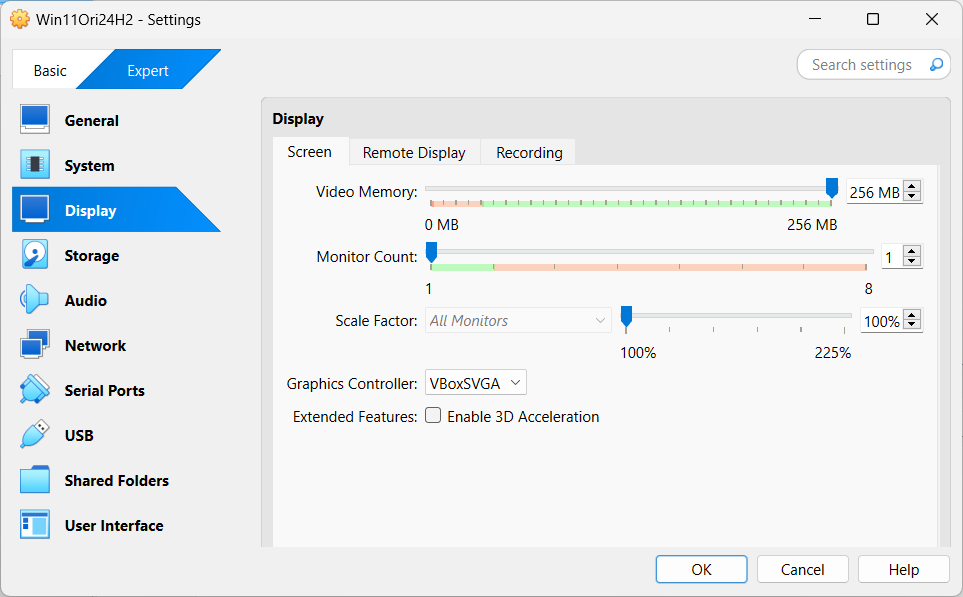 Win11Ori24H2 - Settings
Basic
Expert
Search settings
General
System
Display
Storage
Audio
Network
Serial Ports
USB
Shared Folders
User Interface
Display
Screen
Remote Display
Recording
Video Memory:
256 MB
0 MB
256 MB
Monitor Count:
1
1
8
Scale Factor:
All Monitors
100%
100%
225%
Graphics Controller:
VBoxSVGA
Extended Features:
Enable 3D Acceleration
OK
Cancel
Help